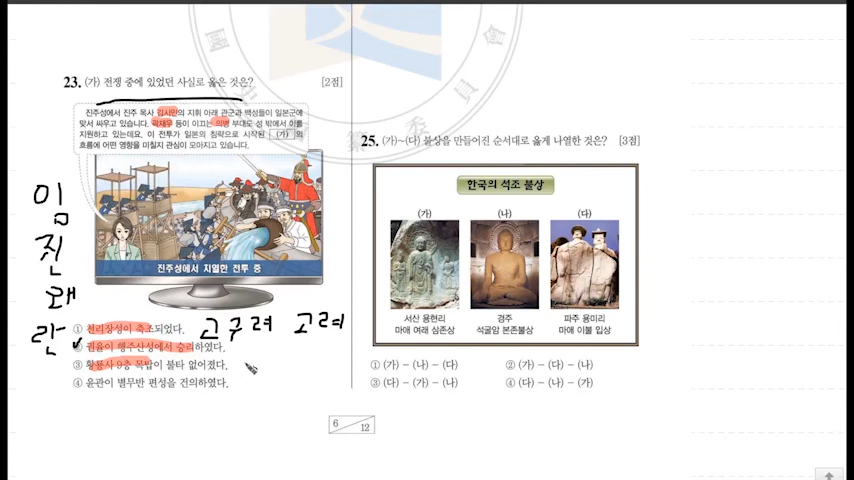 23. (가) 전쟁 중에 있었던 사실로 옳은 것은? [2점]
진주성에서 진주 목사 김시민의 지휘 아래 관군과 백성들이 일본군에
맞서 싸우고 있습니다. 곽재우 등이 이끄는 의병 부대도 성 밖에서 이를
지원하고 있는데요. 이 전투가 일본의 침략으로 시작된 (가) 의
흐름에 어떤 영향을 미칠지 관심이 모아지고 있습니다.
진주성에서 치열한 전투 중
임
진
왜
란
① 천리장성이 축조되었다.
고구려 고려
② 권율이 행주산성에서 승리하였다.
③ 황룡사 9층 목탑이 불타 없어졌다.
④ 윤관이 별무반 편성을 건의하였다.
25. (가)~(다) 불상을 만들어진 순서대로 옳게 나열한 것은? [3점]
한국의 석조 불상
(가) (나) (다)
서산 용현리 경주 파주 용미리
마애 여래 삼존상 석굴암 본존불상 마애 이불 입상
① (가) - (나) - (다) ② (가) - (다) - (나)
③ (다) - (가) - (나) ④ (다) - (나) - (가)
6
12
國
員
會